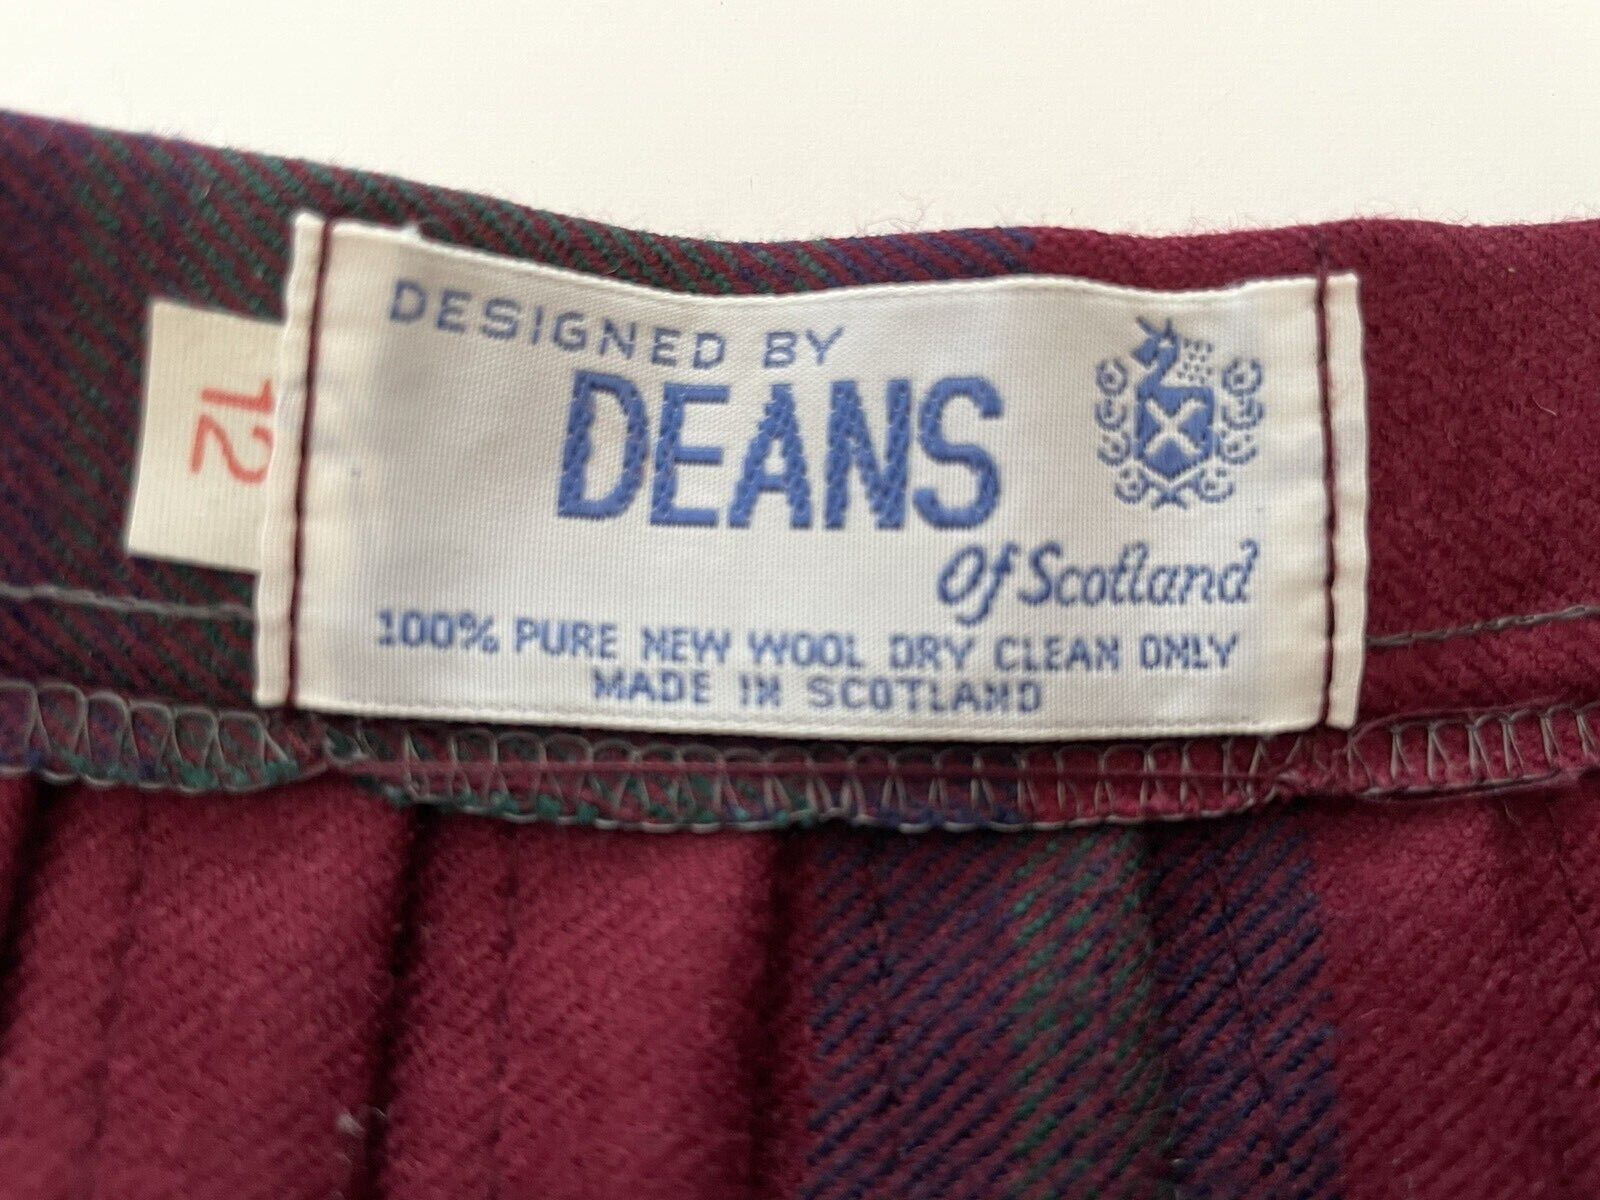 12
DESIGNED BY
DEANS
Of Scotland
100% PURE NEW WOOL DRY CLEAN ONLY
MADE IN SCOTLAND